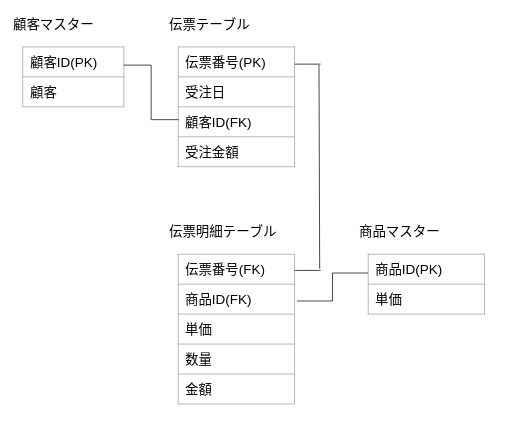 顧客マスター
顧客ID(PK)
顧客
伝票テーブル
伝票番号(PK)
受注日
顧客ID(FK)
受注金額
伝票明細テーブル
伝票番号(FK)
商品ID(FK)
単価
数量
金額
商品マスター
商品ID(PK)
単価